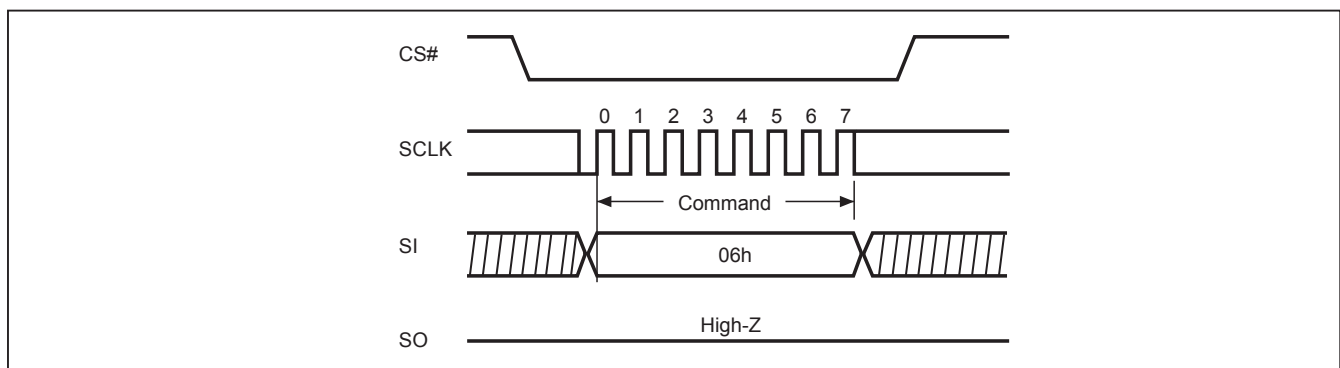 CS#
0 1 2 3 4 5 6 7
SCLK
Command
SI
06h
High-Z
SO